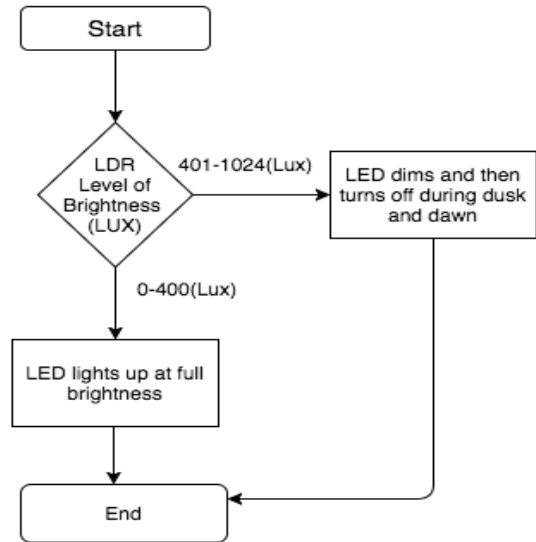 Start
LDR
Level of
Brightness
(LUX)
401-1024(Lux)
LED dims and then
turns off during dusk
and dawn
0-400(Lux)
LED lights up at full
brightness
End